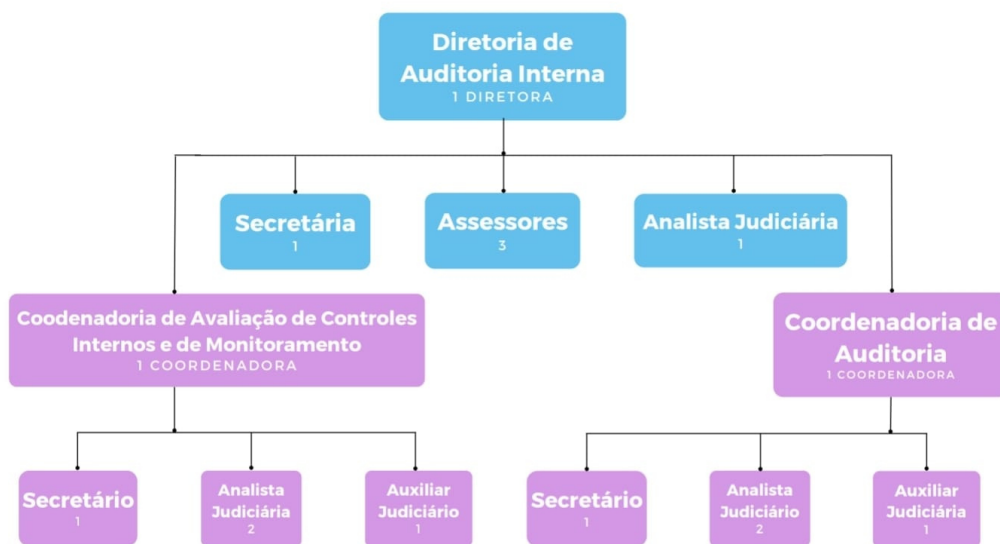 Diretoria de
Auditoria Interna
1 DIRETORA
Secretária
1
Assessores
3
Analista Judiciária
1
Coodenadoria de Avaliação de Controles
Internos e de Monitoramento
1 COORDENADORA
Coordenadoria de
Auditoria
1 COORDENADORA
Secretário
1
Analista
Judiciária
2
Auxiliar
Judiciário
1
Secretário
1
Analista
Judiciário
2
Auxiliar
Judiciária
1